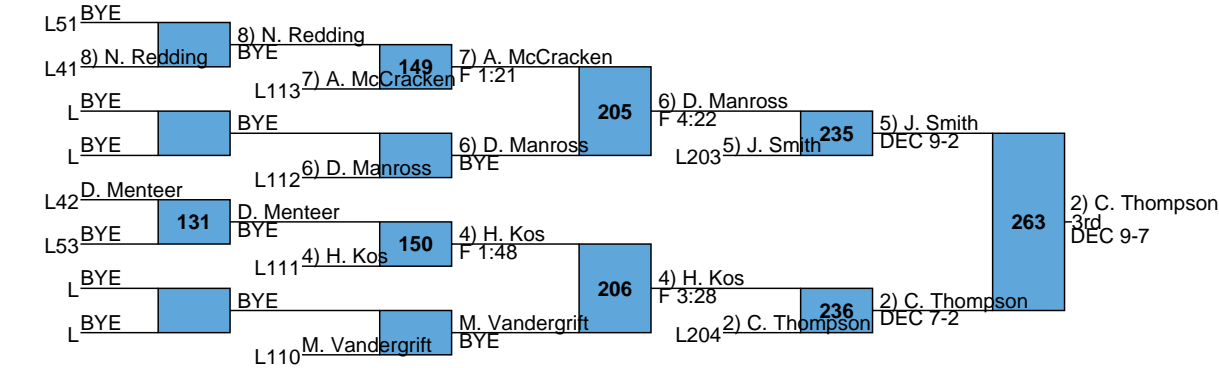 BYE
L51
8) N. Redding
8) N. Redding
BYE
L41
149
7) A. McCracken
7) A. McCracken
F 1:21
L113
BYE
L
BYE
BYE
L
205
6) D. Manross
F 4:22
6) D. Manross
BYE
6) D. Manross
L112
235
5) J. Smith
DEC 9-2
5) J. Smith
L203
D. Menteer
L42
131
D. Menteer
BYE
BYE
L53
150
4) H. Kos
F 1:48
4) H. Kos
L111
263
2) C. Thompson
3rd
DEC 9-7
BYE
L
BYE
BYE
L
206
4) H. Kos
F 3:28
236
2) C. Thompson
DEC 7-2
2) C. Thompson
L204
M. Vandergrift
BYE
M. Vandergrift
L110